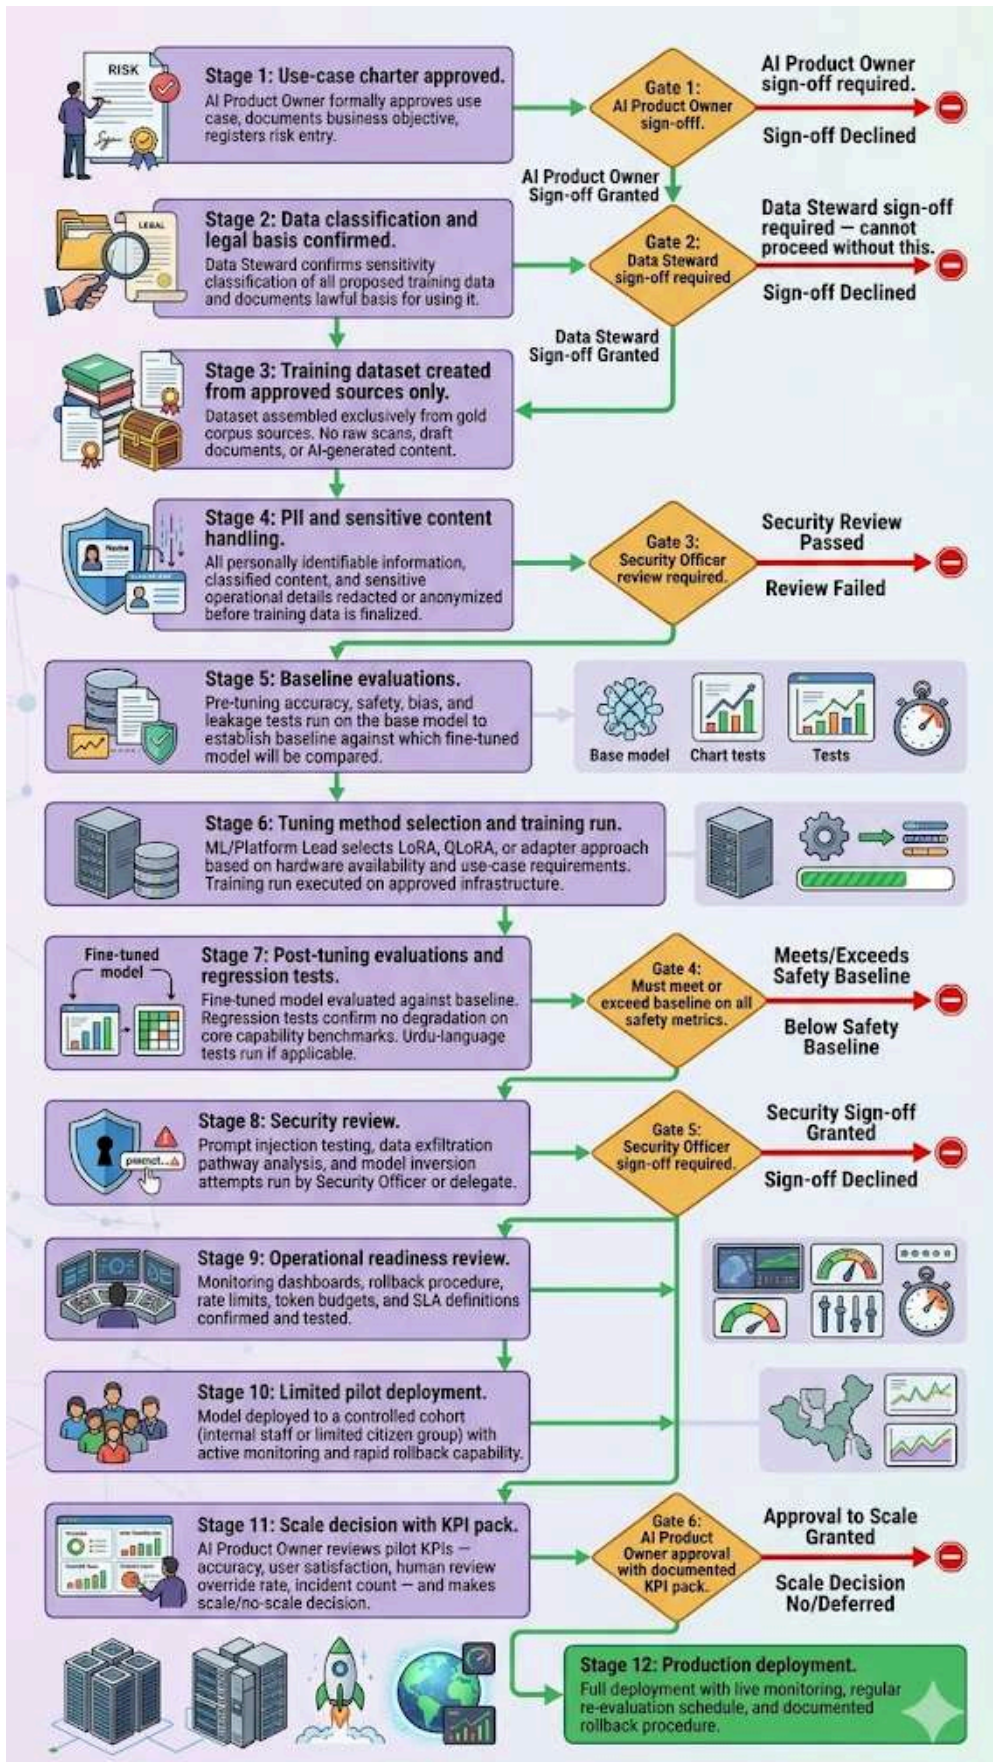 RISK
Stage 1: Use-case charter approved.
AI Product Owner formally approves use
case, documents business objective,
registers risk entry.
Gate 1:
AI Product Owner
sign-offf.
AI Product Owner
sign-off required.
Sign-off Declined
AI Product Owner
Sign-off Granted
LEGAL
Stage 2: Data classification and
legal basis confirmed.
Data Steward confirms sensitivity
classification of all proposed training data
and documents lawful basis for using it.
Gate 2:
Data Steward
sign-off required
Data Steward sign-off
required — cannot
proceed without this.
Sign-off Declined
Data Steward
Sign-off Granted
Stage 3: Training dataset created
from approved sources only.
Dataset assembled exclusively from gold
corpus sources. No raw scans, draft
documents, or AI-generated content.
Stage 4: PII and sensitive content
handling.
All personally identifiable information,
classified content, and sensitive
operational details redacted or anonymized
before training data is finalized.
Gate 3:
Security Officer
review required.
Security Review
Passed
Review Failed
Stage 5: Baseline evaluations.
Pre-tuning accuracy, safety, bias, and
leakage tests run on the base model to
establish baseline against which fine-tuned
model will be compared.
Base model
Chart tests
Tests
Stage 6: Tuning method selection and training run.
ML/Platform Lead selects LoRA, QLoRA, or adapter approach
based on hardware availability and use-case requirements.
Training run executed on approved infrastructure.
Fine-tuned
model
Stage 7: Post-tuning evaluations and
regression tests.
Fine-tuned model evaluated against baseline.
Regression tests confirm no degradation on
core capability benchmarks. Urdu-language
tests run if applicable.
Gate 4:
Must meet or
exceed baseline on all
safety metrics.
Meets/Exceeds
Safety Baseline
Below Safety
Baseline
Stage 8: Security review.
Prompt injection testing, data exfiltration
pathway analysis, and model inversion
attempts run by Security Officer or delegate.
Gate 5:
Security Officer
sign-off required.
Security Sign-off
Granted
Sign-off Declined
Stage 9: Operational readiness review.
Monitoring dashboards, rollback procedure,
rate limits, token budgets, and SLA definitions
confirmed and tested.
Stage 10: Limited pilot deployment.
Model deployed to a controlled cohort
(internal staff or limited citizen group) with
active monitoring and rapid rollback capability.
Stage 11: Scale decision with KPI pack.
AI Product Owner reviews pilot KPIs —
accuracy, user satisfaction, human review
override rate, incident count — and makes
scale/no-scale decision.
Gate 6:
AI Product
Owner approval
with documented
KPI pack.
Approval to Scale
Granted
Scale Decision
No/Deferred
Stage 12: Production deployment.
Full deployment with live monitoring, regular
re-evaluation schedule, and documented
rollback procedure.